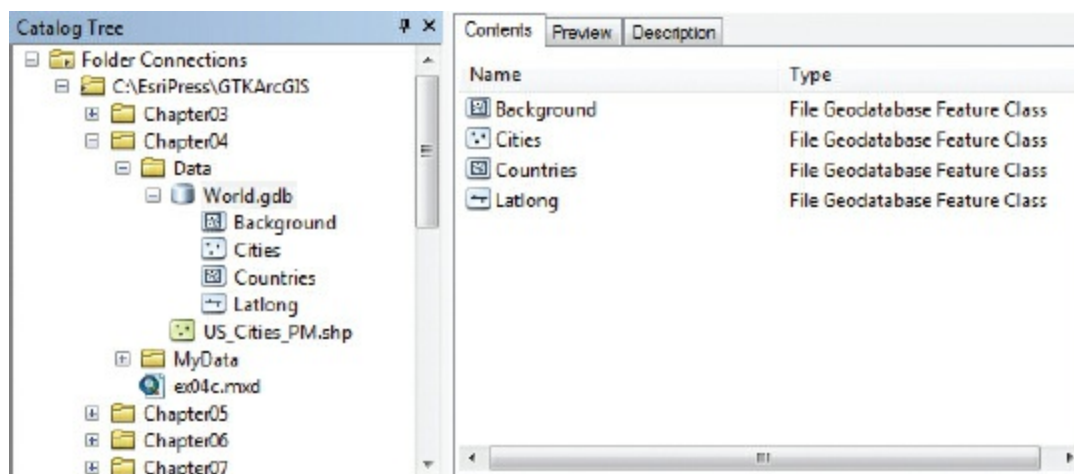 Catalog Tree
Folder Connections
C:\EsriPress\GTKArcGIS
Chapter03
Chapter04
Data
World.gdb
Background
Cities
Countries
Latlong
US_Cities_PM.shp
MyData
ex04c.mxd
Chapter05
Chapter06
Chapter07
Contents Preview Description
Name Type
Background File Geodatabase Feature Class
Cities File Geodatabase Feature Class
Countries File Geodatabase Feature Class
Latlong File Geodatabase Feature Class